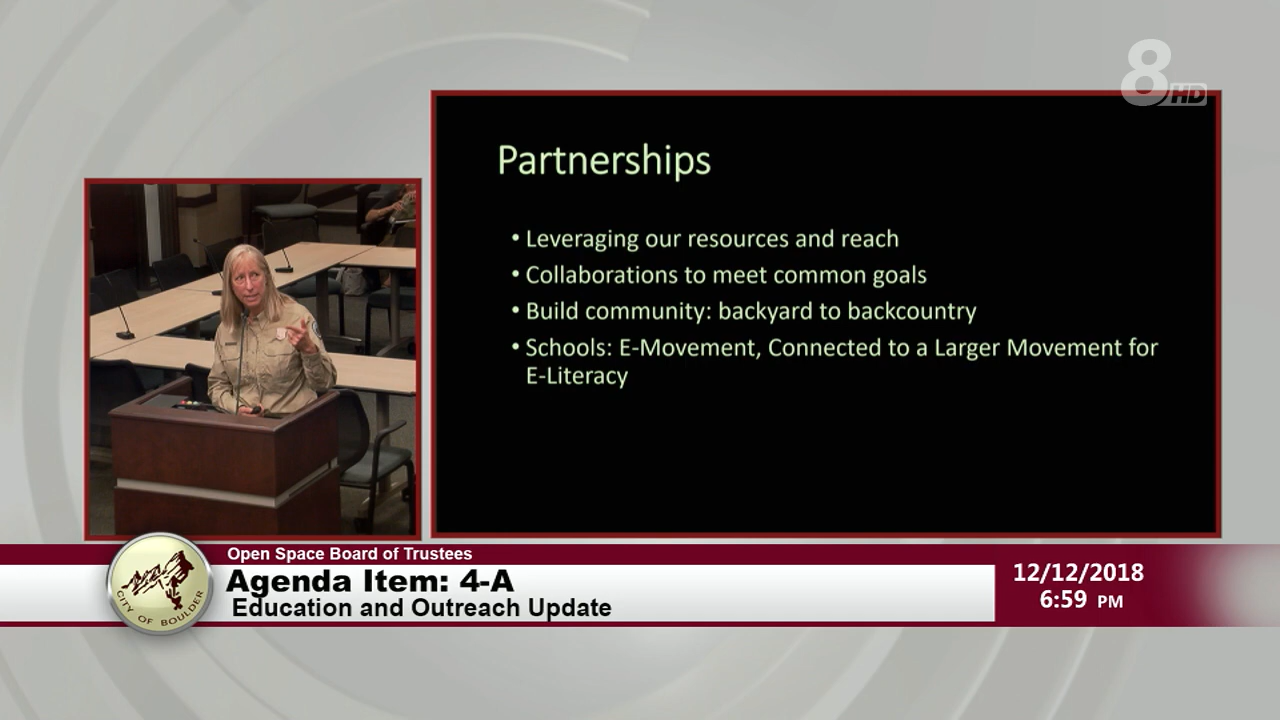 8HD
Partnerships
• Leveraging our resources and reach
• Collaborations to meet common goals
• Build community: backyard to backcountry
• Schools: E-Movement, Connected to a Larger Movement for
E-Literacy
Open Space Board of Trustees
Agenda Item: 4-A
Education and Outreach Update
12/12/2018
6:59 PM
CITY OF BOULDER